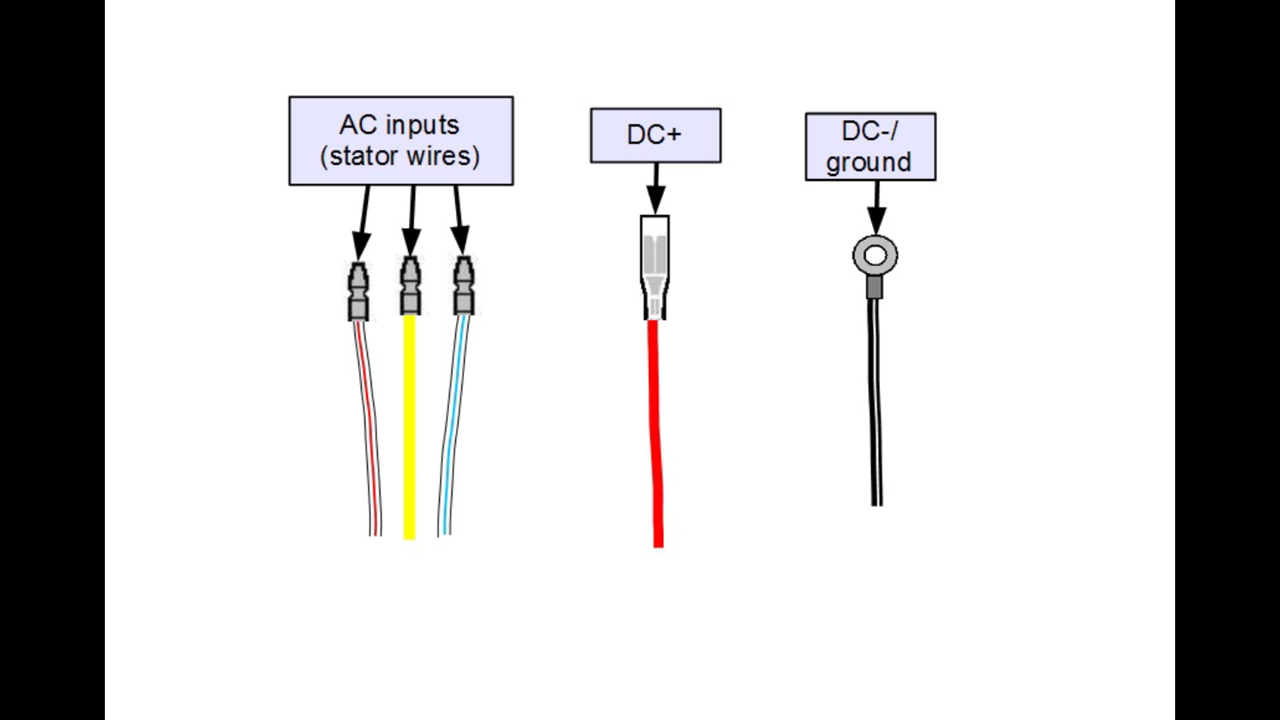 AC inputs
(stator wires)
DC+
DC-/
ground